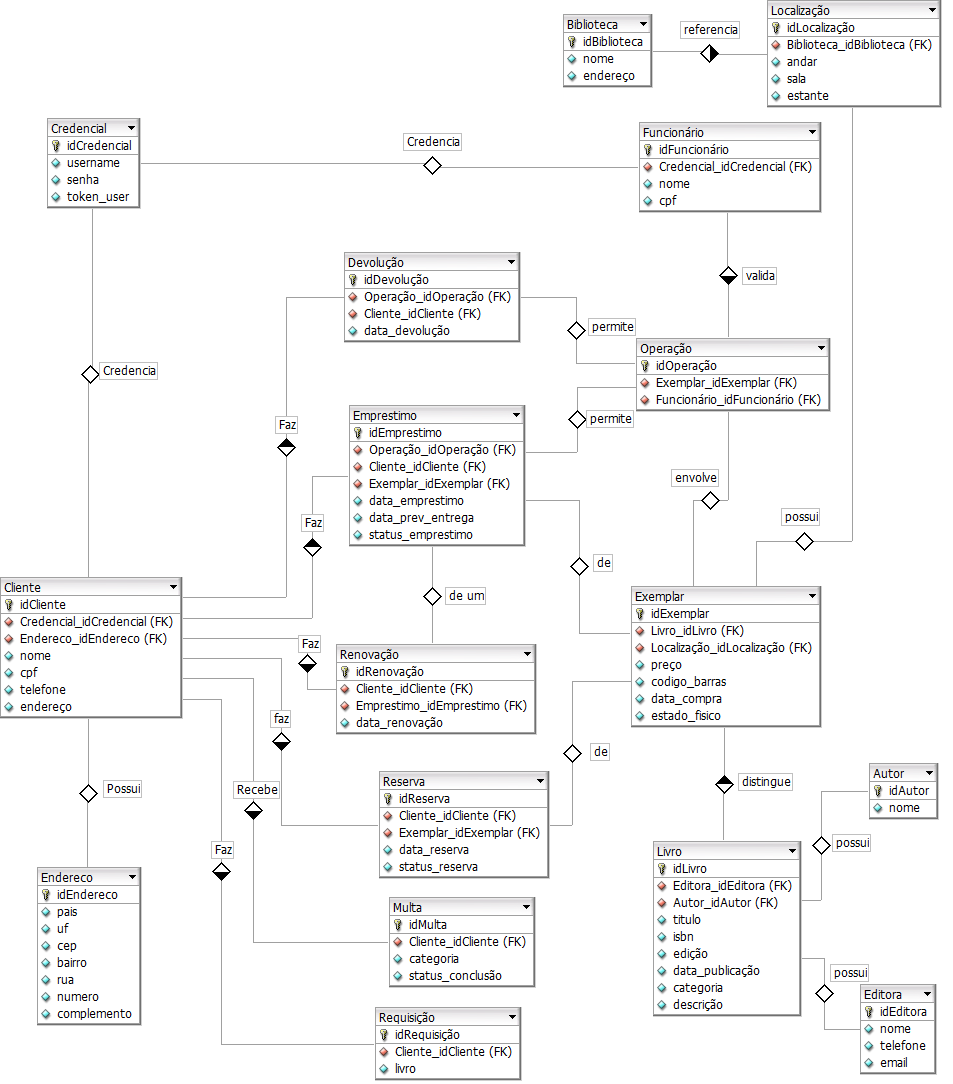 Biblioteca
idBiblioteca
nome
endereço
referencia
Localização
idLocalização
Biblioteca_idBiblioteca (FK)
andar
sala
estante
Credencial
idCredencial
username
senha
token_user
Credencia
Funcionário
idFuncionário
Credencial_idCredencial (FK)
nome
cpf
Devolução
idDevolução
Operação_idOperação (FK)
Cliente_idCliente (FK)
data_devolução
valida
permite
Operação
idOperação
Exemplar_idExemplar (FK)
Funcionário_idFuncionário (FK)
Credencia
permite
Faz
Emprestimo
idEmprestimo
Operação_idOperação (FK)
Cliente_idCliente (FK)
Exemplar_idExemplar (FK)
data_emprestimo
data_prev_entrega
status_emprestimo
envolve
possui
Faz
de
Cliente
idCliente
Credencial_idCredencial (FK)
Endereco_idEndereco (FK)
nome
cpf
telefone
endereço
de um
Exemplar
idExemplar
Livro_idLivro (FK)
Localização_idLocalização (FK)
preço
codigo_barras
data_compra
estado_fisico
Faz
Renovação
idRenovação
Cliente_idCliente (FK)
Emprestimo_idEmprestimo (FK)
data_renovação
faz
de
Possui
Recebe
Reserva
idReserva
Cliente_idCliente (FK)
Exemplar_idExemplar (FK)
data_reserva
status_reserva
distingue
Autor
idAutor
nome
possui
Faz
Livro
idLivro
Editora_idEditora (FK)
Autor_idAutor (FK)
titulo
isbn
edição
data_publicação
categoria
descrição
Endereco
idEndereco
pais
uf
cep
bairro
rua
numero
complemento
Multa
idMulta
Cliente_idCliente (FK)
categoria
status_conclusão
possui
Editora
idEditora
nome
telefone
email
Requisição
idRequisição
Cliente_idCliente (FK)
livro